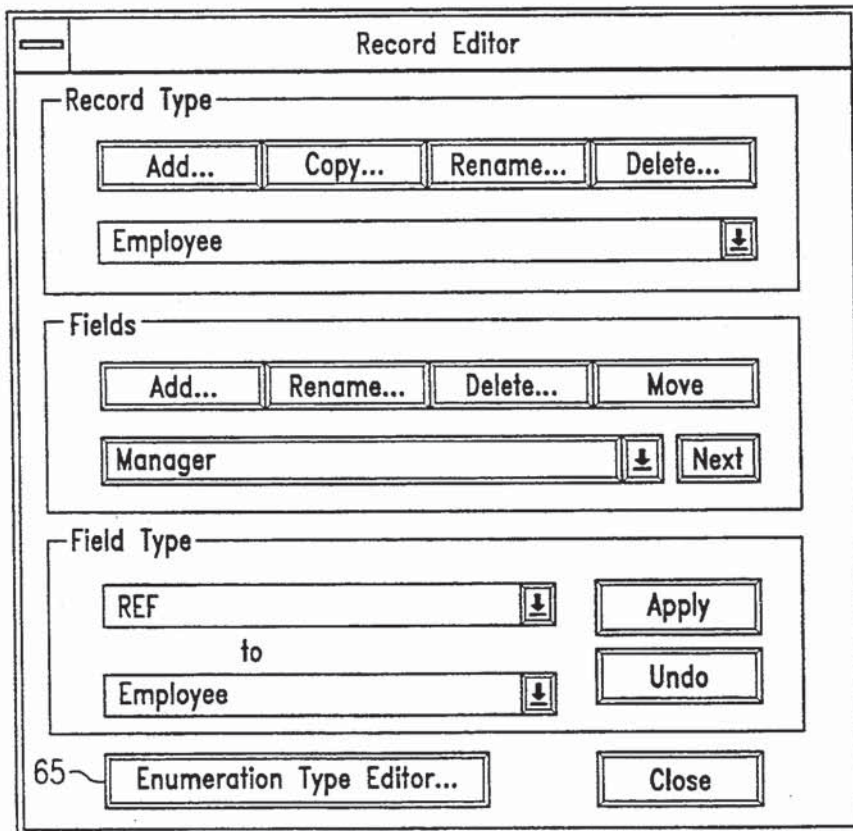 Record Editor
Record Type
Add... Copy... Rename... Delete...
Employee
Fields
Add... Rename... Delete... Move
Manager Next
Field Type
REF Apply
to
Employee Undo
65 Enumeration Type Editor... Close